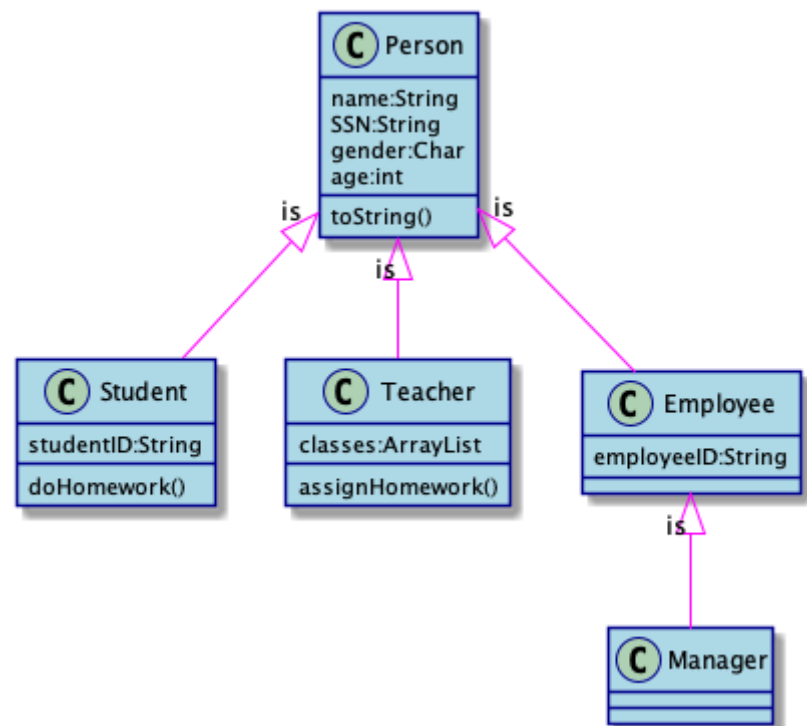 C Person
name:String
SSN:String
gender:Char
age:int
toString()
is
is
is
C Student
studentID:String
doHomework()
C Teacher
classes:ArrayList
assignHomework()
C Employee
employeeID:String
is
C Manager